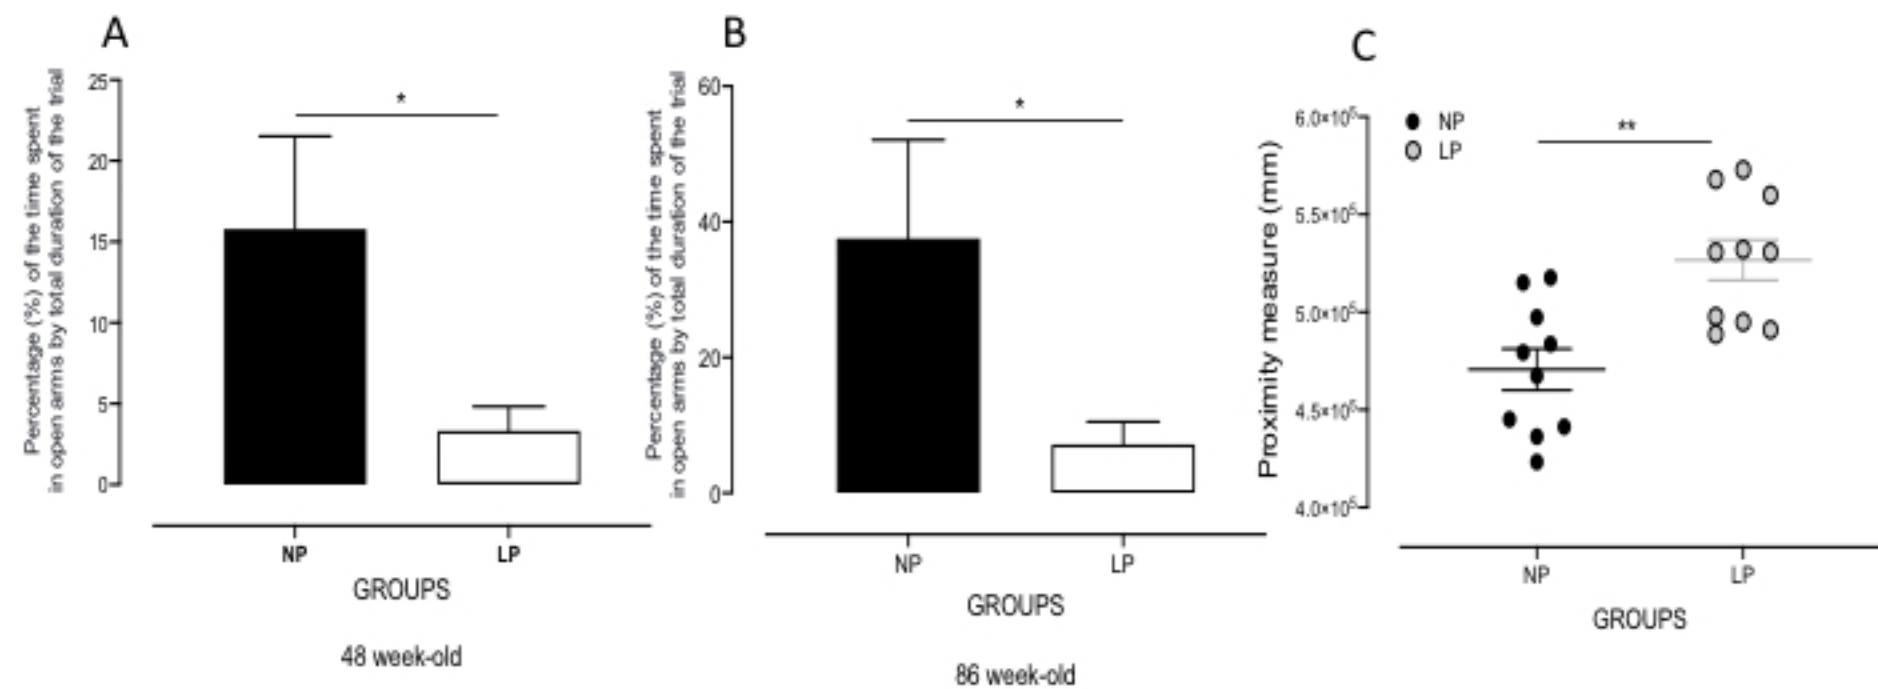 A
Percentage (%) of the time spent
in open arms by total duration of the trial
25
20
15
10
5
0
*
NP
LP
GROUPS
48 week-old
B
Percentage (%) of the time spent
in open arms by total duration of the trial
60
40
20
0
*
NP
LP
GROUPS
86 week-old
C
Proximity measure (mm)
6.0×10⁵
5.5×10⁵
5.0×10⁵
4.5×10⁵
4.0×10⁵
NP
LP
**
NP
LP
GROUPS